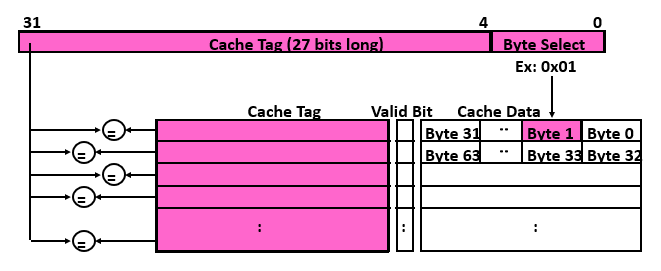 31 4 0
Cache Tag (27 bits long) Byte Select
Ex: 0x01
Cache Tag Valid Bit Cache Data
= Byte 31 .. Byte 1 Byte 0
= Byte 63 .. Byte 33 Byte 32
=
=
= : : :